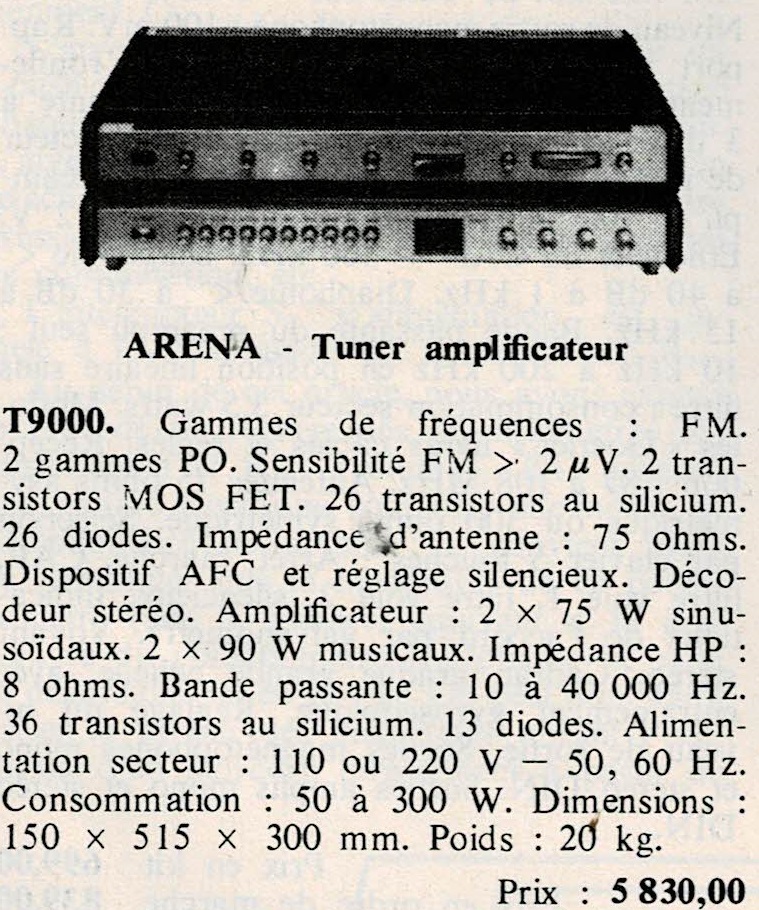 ARENA - Tuner amplificateur
T9000. Gammes de fréquences : FM.
2 gammes PO. Sensibilité FM > 2 µV. 2 tran-
sistors MOS FET. 26 transistors au silicium.
26 diodes. Impédance d'antenne : 75 ohms.
Dispositif AFC et réglage silencieux. Déco-
deur stéréo. Amplificateur : 2 × 75 W sinu-
soïdaux. 2 × 90 W musicaux. Impédance HP :
8 ohms. Bande passante : 10 à 40 000 Hz.
36 transistors au silicium. 13 diodes. Alimen-
tation secteur : 110 ou 220 V — 50, 60 Hz.
Consommation : 50 à 300 W. Dimensions :
150 × 515 × 300 mm. Poids : 20 kg.
Prix : 5 830,00